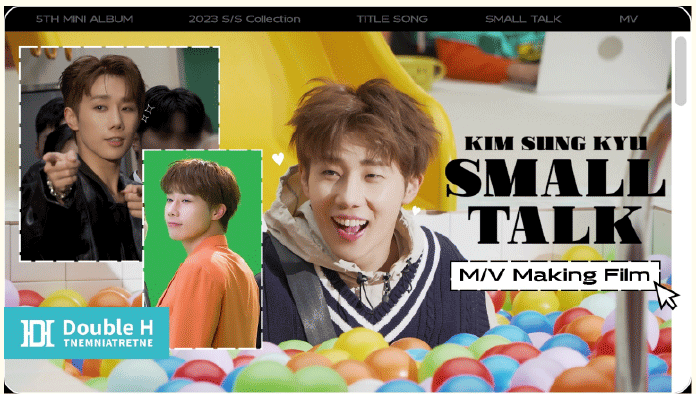 5TH MINI ALBUM 2023 S/S Collection TITLE SONG SMALL TALK MV
KIM SUNG KYU
SMALL
TALK
M/V Making Film
Double H
TNEMNIATRETNE